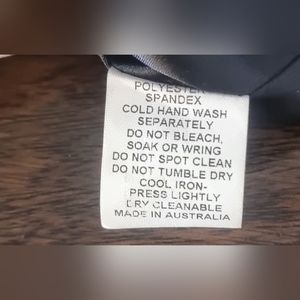 POLYESTER
SPANDEX
COLD HAND WASH
SEPARATELY
DO NOT BLEACH,
SOAK OR WRING
DO NOT SPOT CLEAN
DO NOT TUMBLE DRY
COOL IRON-
PRESS LIGHTLY
DRY CLEANABLE
MADE IN AUSTRALIA